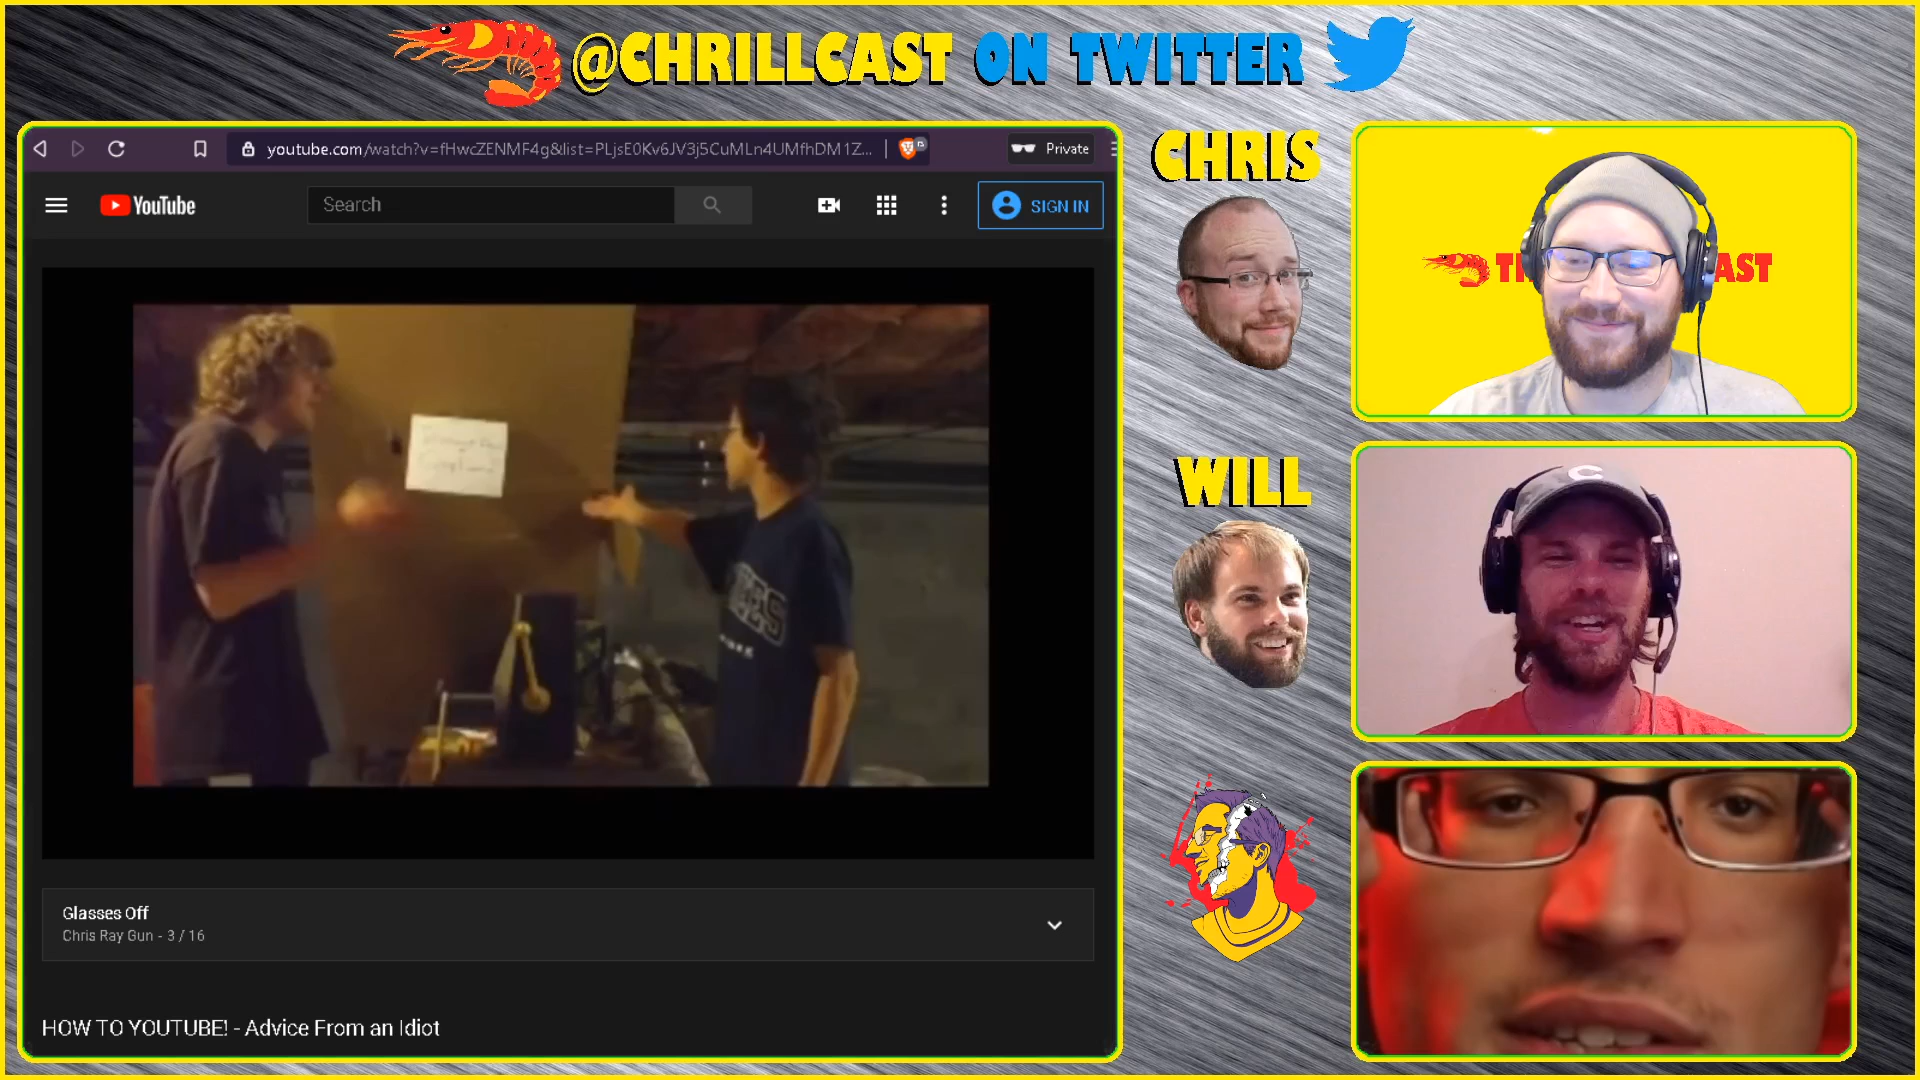 @CHRILLCAST ON TWITTER
youtube.com/watch?v=fHwcZENMF4g&list=PLjsE0Kv6JV3j5CuMLn4UMfhDM1Z...
Private
YouTube
Search
SIGN IN
Glasses Off
Chris Ray Gun - 3 / 16
HOW TO YOUTUBE! - Advice From an Idiot
CHRIS
AST
WILL
C